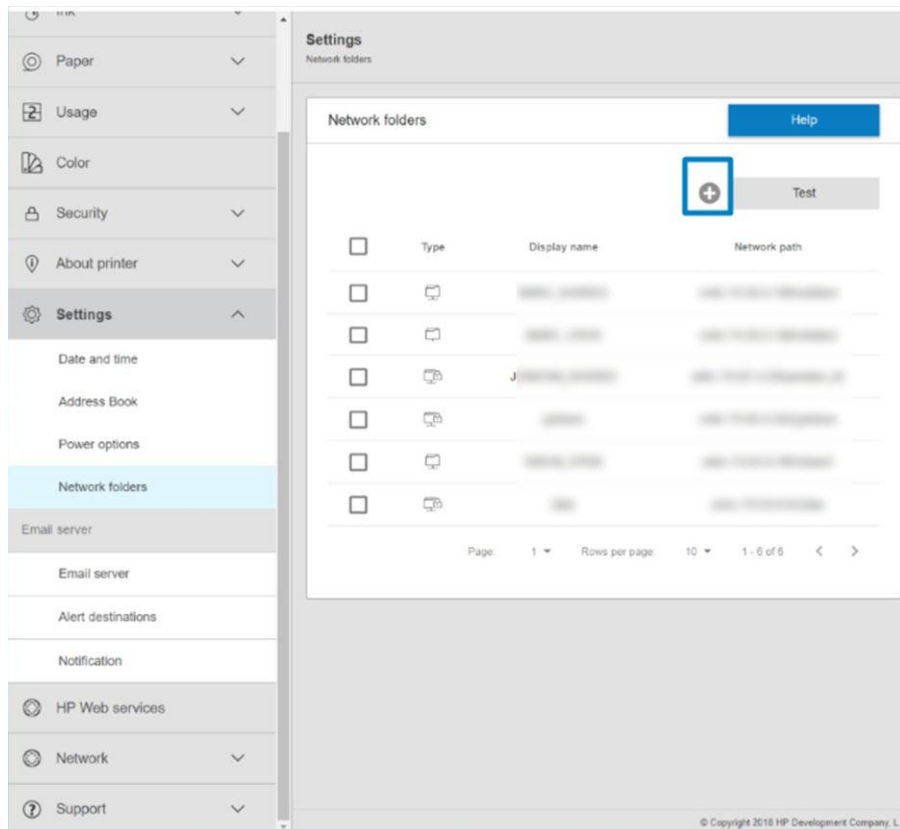 Ink
Paper
Usage
Color
Security
About printer
Settings
Date and time
Address Book
Power options
Network folders
Email server
Email server
Alert destinations
Notification
HP Web services
Network
Support
Settings
Network folders
Network folders
Help
Test
Type Display name Network path
J
Page: 1 Rows per page: 10 1 - 6 of 6
© Copyright 2018 HP Development Company, L.